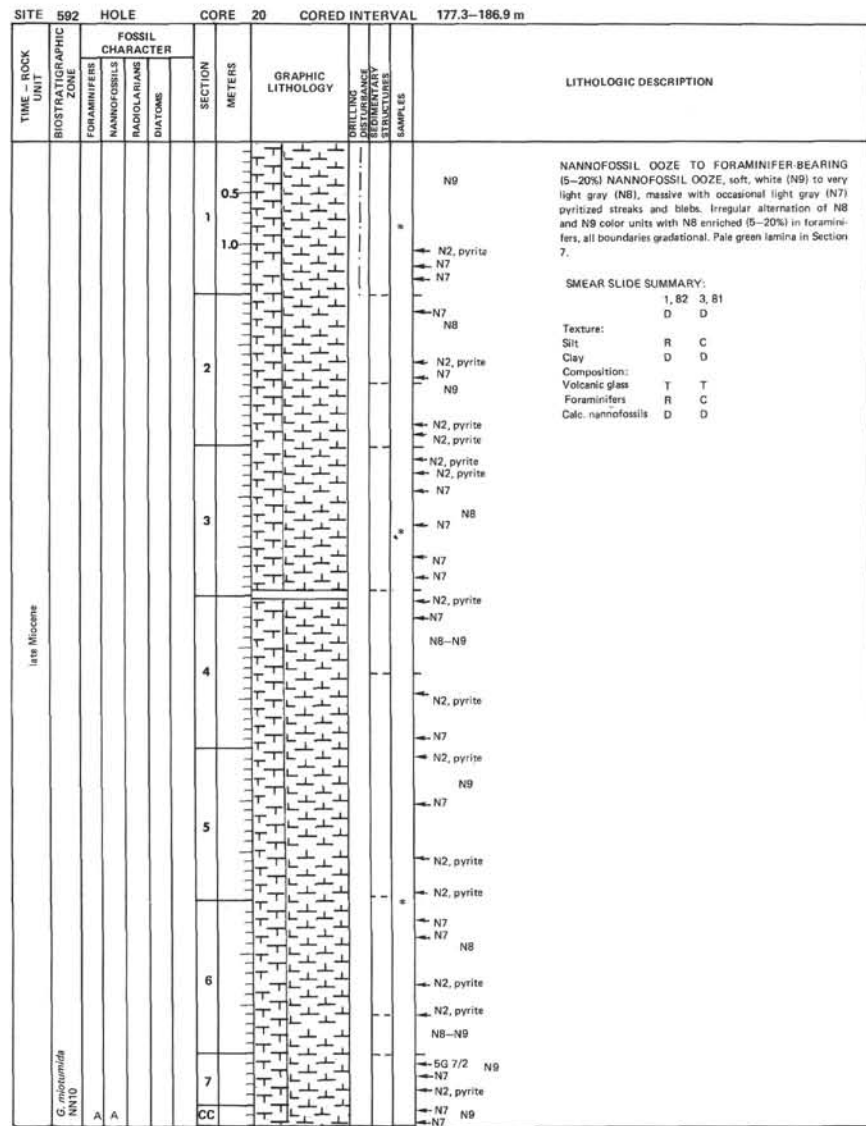 SITE 592 HOLE CORE 20 CORED INTERVAL 177.3–186.9 m
TIME – ROCK UNIT
BIOSTRATIGRAPHIC ZONE
FOSSIL CHARACTER
FORAMINIFERS
NANNOFOSSILS
RADIOLARIANS
DIATOMS
SECTION
METERS
GRAPHIC LITHOLOGY
DRILLING DISTURBANCE
SEDIMENTARY STRUCTURES
SAMPLES
LITHOLOGIC DESCRIPTION
late Miocene
G. miotumida
NN10
A A
1
0.5
1.0
2
3
4
5
6
7
CC
*
*
*
N9
N2, pyrite
N7
N7
N7
N8
N2, pyrite
N7
N9
N2, pyrite
N2, pyrite
N2, pyrite
N2, pyrite
N7
N8
N7
N7
N7
N2, pyrite
N7
N8–N9
N2, pyrite
N7
N2, pyrite
N9
N7
N2, pyrite
N2, pyrite
N7
N7
N8
N2, pyrite
N2, pyrite
N8–N9
5G 7/2 N9
N7
N2, pyrite
N7 N9
N7
NANNOFOSSIL OOZE TO FORAMINIFER-BEARING
(5–20%) NANNOFOSSIL OOZE, soft, white (N9) to very
light gray (N8), massive with occasional light gray (N7)
pyritized streaks and blebs. Irregular alternation of N8
and N9 color units with N8 enriched (5–20%) in foramini-
fers, all boundaries gradational. Pale green lamina in Section
7.
SMEAR SLIDE SUMMARY:
1, 82 3, 81
D D
Texture:
Silt R C
Clay D D
Composition:
Volcanic glass T T
Foraminifers R C
Calc. nannofossils D D